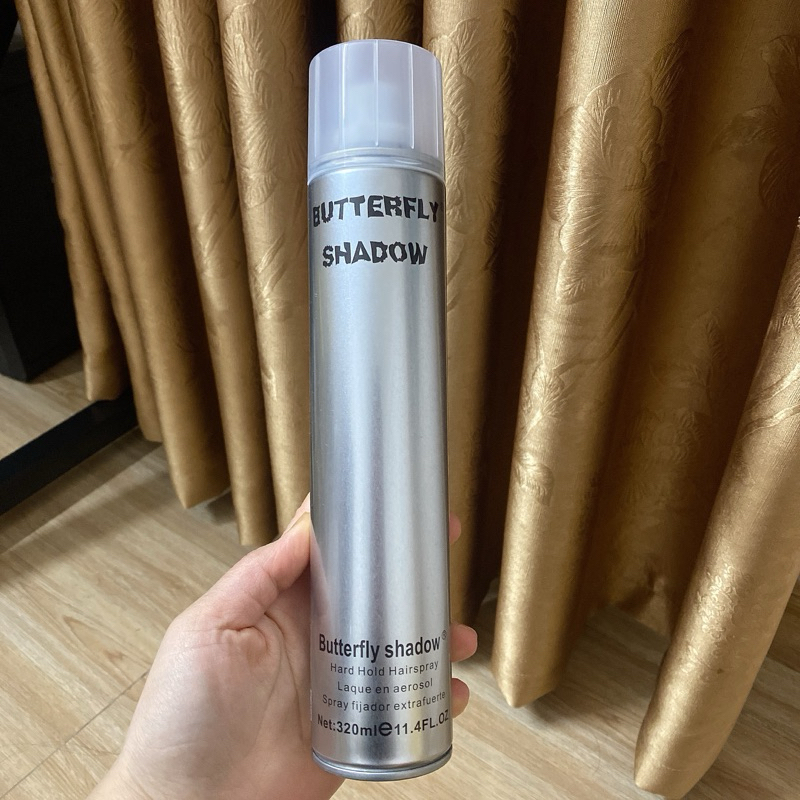 BUTTERFLY
SHADOW
Butterfly shadow®
Hard Hold Hairspray
Laque en aerosol
Spray fijador extrafuerte
Net:320ml℮11.4FL.OZ